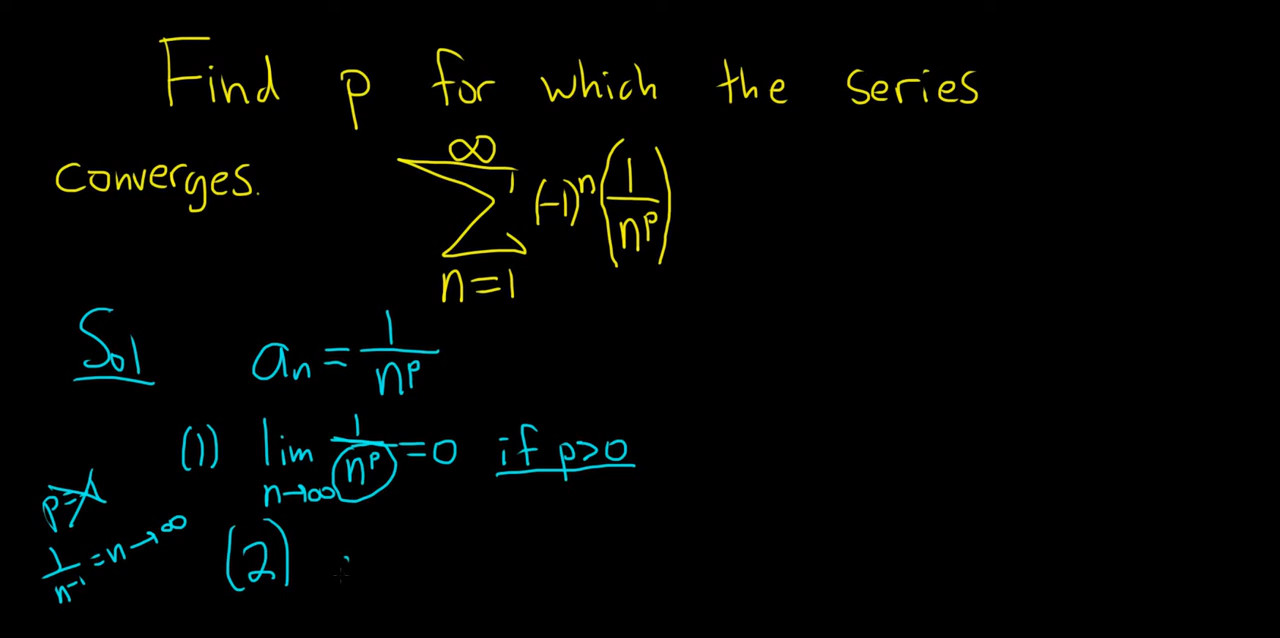 Find p for which the series
converges. ∞∑n=1 (-1)^n (1/n^p)
Sol a_n = 1/n^p
(1) lim n→∞ 1/n^p = 0 if p>0
p=-1
1/n^-1 = n → ∞
(2)